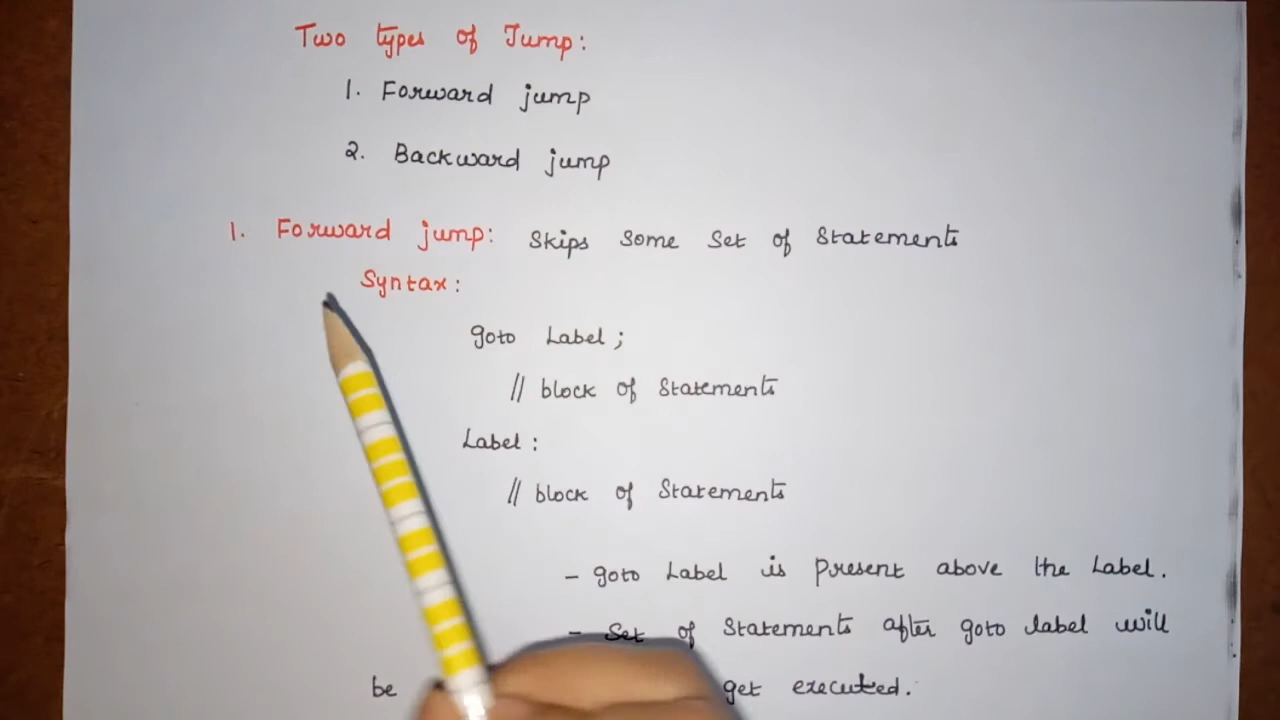 Two types of Jump:
1. Forward jump
2. Backward jump
1. Forward jump: Skips Some Set of Statements
Syntax:
goto Label;
// block of Statements
Label:
// block of Statements
- goto Label is present above the Label.
- Set of Statements after goto label will
be get executed.